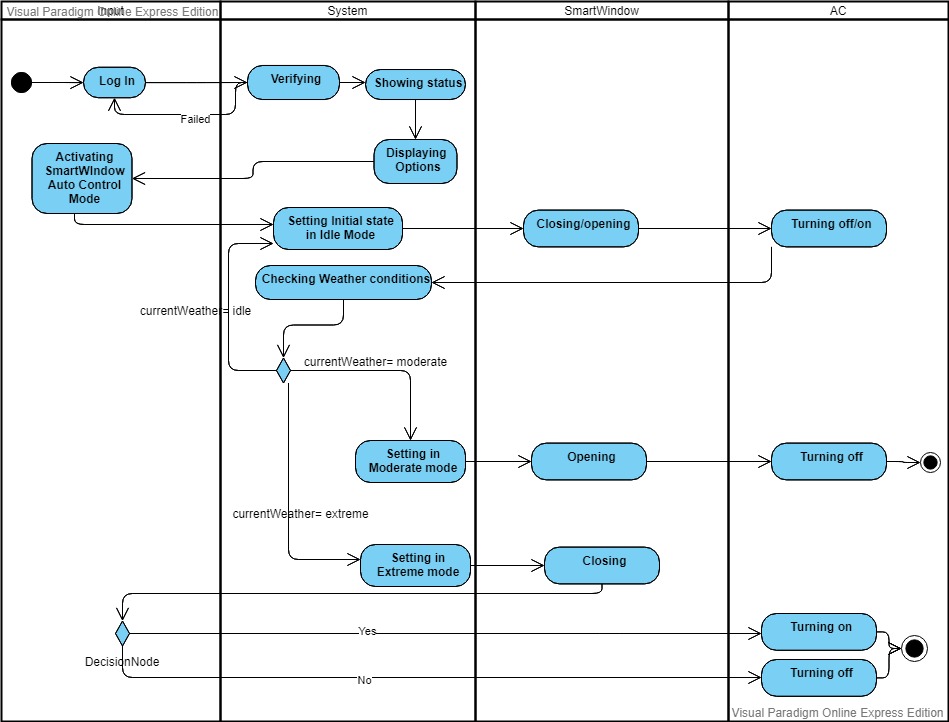 Visual Paradigm Online Express Edition
Input
System
SmartWindow
AC
Log In
Verifying
Showing status
Failed
Activating
SmartWIndow
Auto Control
Mode
Displaying
Options
Setting Initial state
in Idle Mode
Closing/opening
Turning off/on
Checking Weather conditions
currentWeather= idle
currentWeather= moderate
Setting in
Moderate mode
Opening
Turning off
currentWeather= extreme
Setting in
Extreme mode
Closing
Yes
Turning on
DecisionNode
No
Turning off
Visual Paradigm Online Express Edition